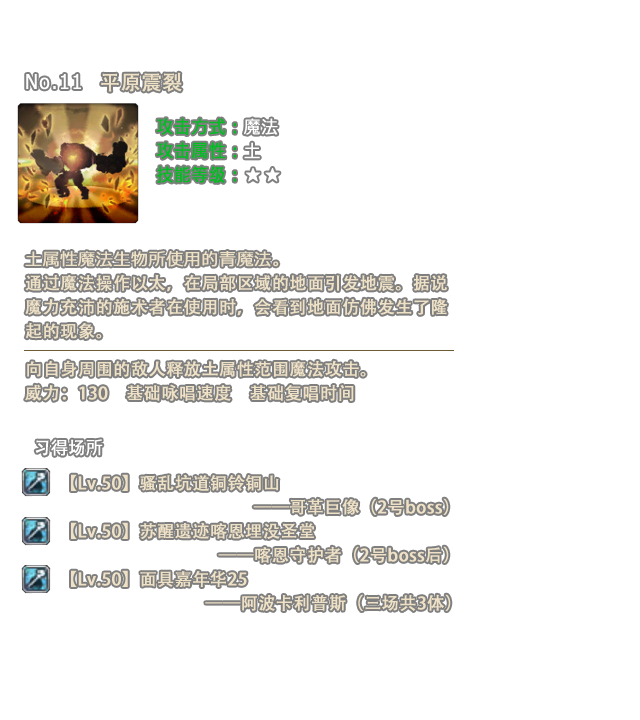 No.11 平原震裂
攻击方式：魔法
攻击属性：土
技能等级：★★
土属性魔法生物所使用的青魔法。
通过魔法操作以太，在局部区域的地面引发地震。据说
魔力充沛的施术者在使用时，会看到地面仿佛发生了隆
起的现象。
向自身周围的敌人释放土属性范围魔法攻击。
威力：130 基础咏唱速度 基础复唱时间
习得场所
【Lv.50】骚乱坑道铜铃铜山
——哥革巨像（2号boss）
【Lv.50】苏醒遗迹喀恩埋没圣堂
——喀恩守护者（2号boss后）
【Lv.50】面具嘉年华25
——阿波卡利普斯（三场共3体）